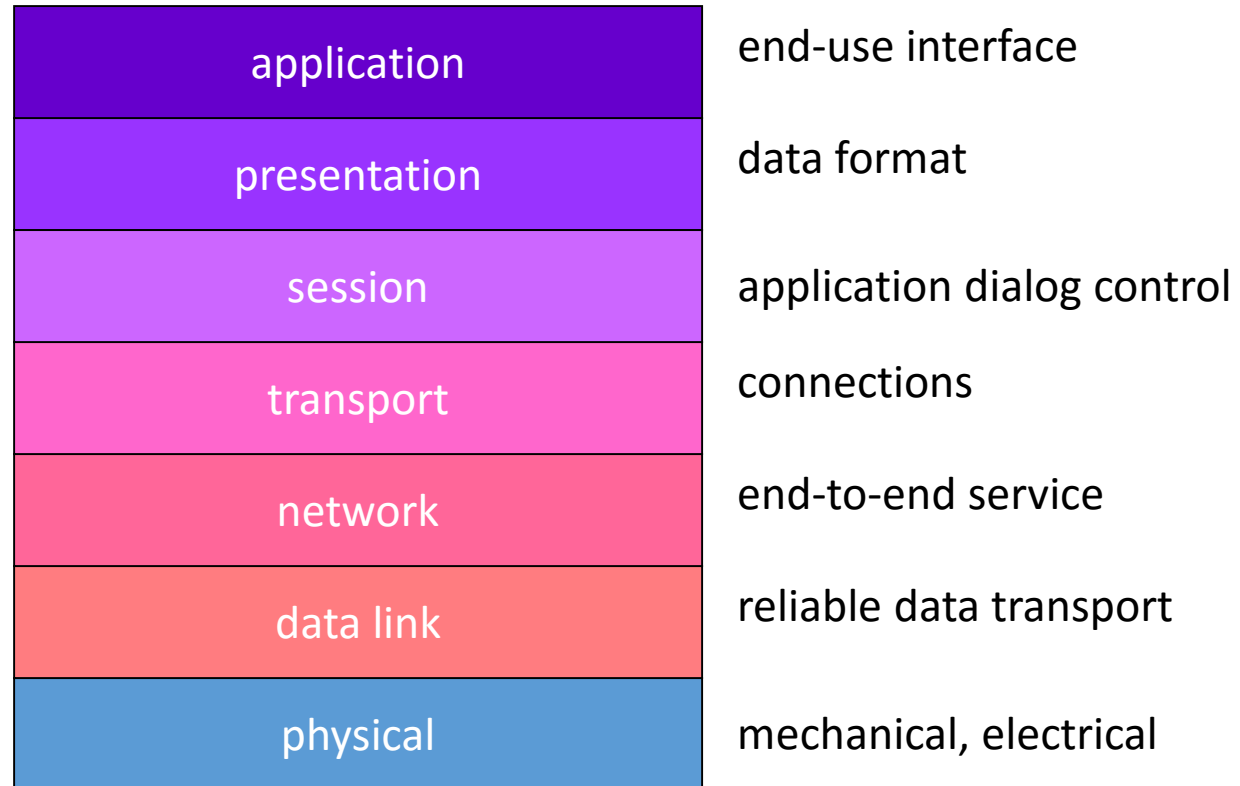 application
end-use interface
presentation
data format
session
application dialog control
transport
connections
network
end-to-end service
data link
reliable data transport
physical
mechanical, electrical